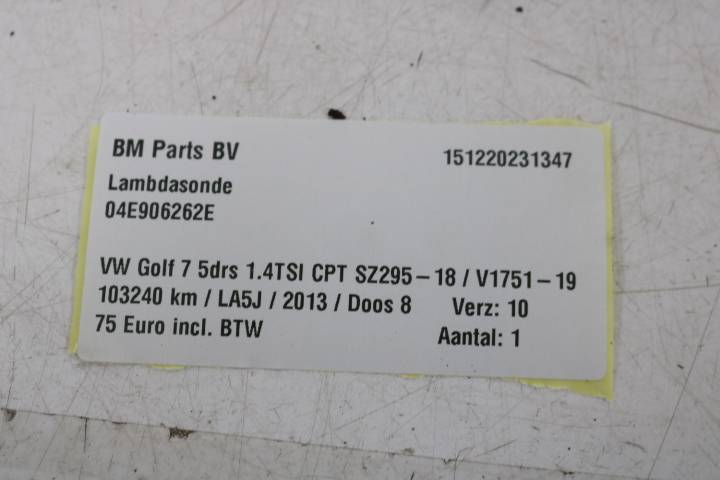 BM Parts BV 151220231347
Lambdasonde
04E906262E
VW Golf 7 5drs 1.4TSI CPT SZ295-18 / V1751-19
103240 km / LA5J / 2013 / Doos 8 Verz: 10
75 Euro incl. BTW Aantal: 1